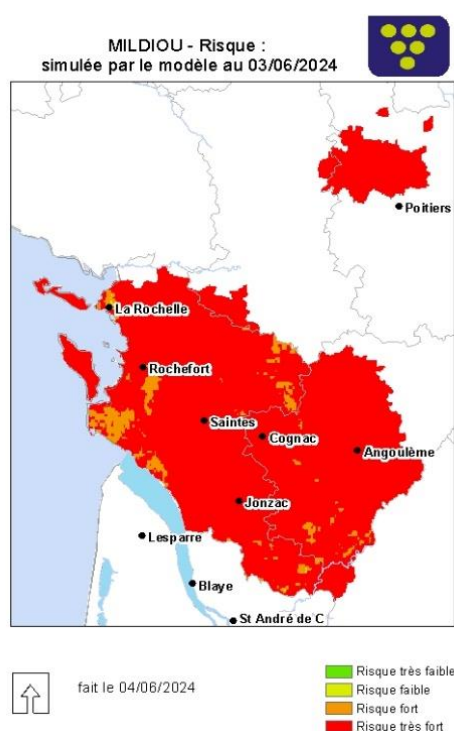 MILDIOU - Risque :
simulée par le modèle au 03/06/2024
Poitiers
La Rochelle
Rochefort
Saintes
Cognac
Angoulême
Jonzac
Lesparre
Blaye
St André de C
fait le 04/06/2024
Risque très faible
Risque faible
Risque fort
Risque très fort